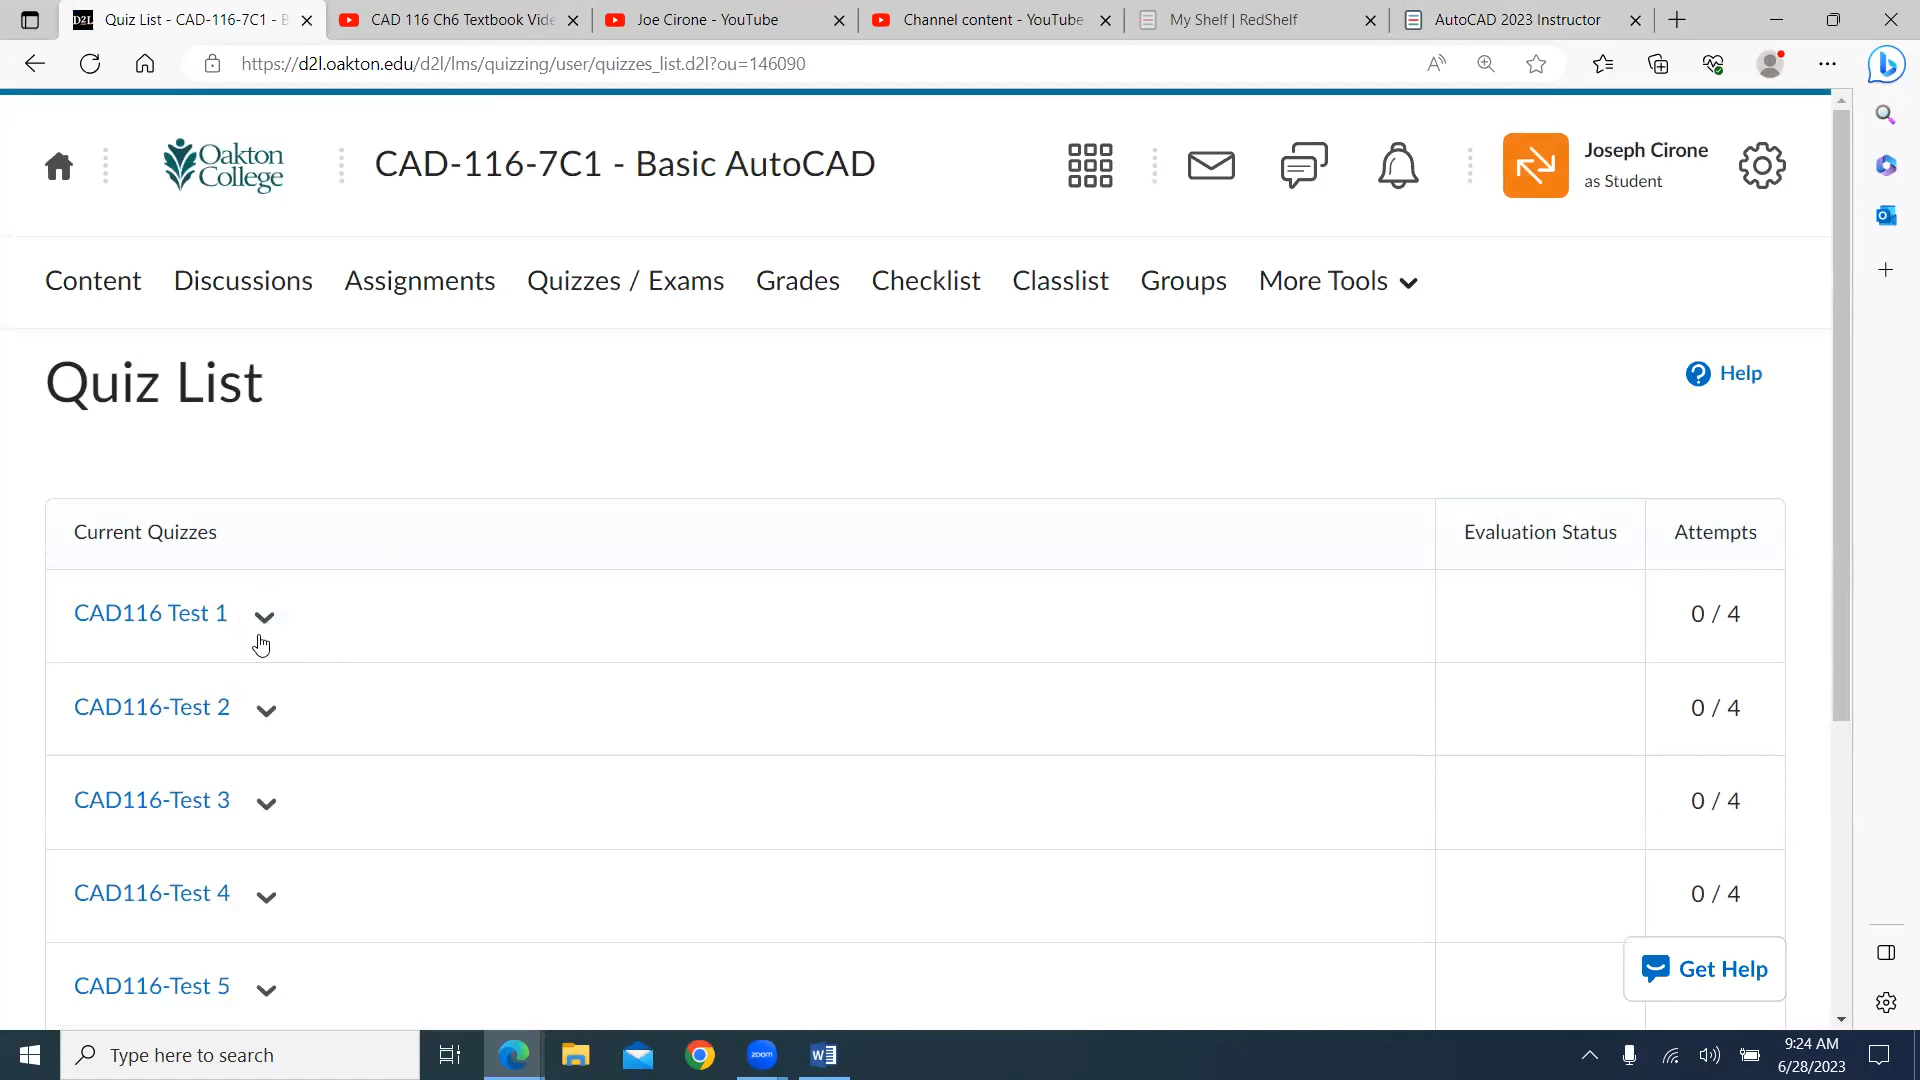 Quiz List - CAD-116-7C1 - B
CAD 116 Ch6 Textbook Vide
Joe Cirone - YouTube
Channel content - YouTube
My Shelf | RedShelf
AutoCAD 2023 Instructor
https://d2l.oakton.edu/d2l/lms/quizzing/user/quizzes_list.d2l?ou=146090
Oakton
College
CAD-116-7C1 - Basic AutoCAD
Joseph Cirone
as Student
Content Discussions Assignments Quizzes / Exams Grades Checklist Classlist Groups More Tools
Quiz List
Help
Current Quizzes Evaluation Status Attempts
CAD116 Test 1 0 / 4
CAD116-Test 2 0 / 4
CAD116-Test 3 0 / 4
CAD116-Test 4 0 / 4
CAD116-Test 5
Get Help
Type here to search
zoom
9:24 AM
6/28/2023